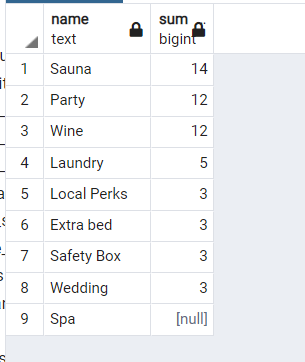 name sum
text bigint
1 Sauna 14
2 Party 12
3 Wine 12
4 Laundry 5
5 Local Perks 3
6 Extra bed 3
7 Safety Box 3
8 Wedding 3
9 Spa [null]